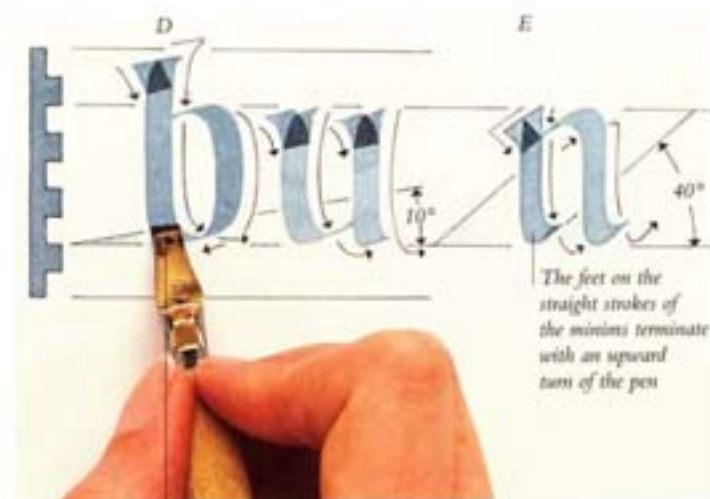 D
E
bu n
10°
40°
The feet on the
straight strokes of
the minims terminate
with an upward
turn of the pen